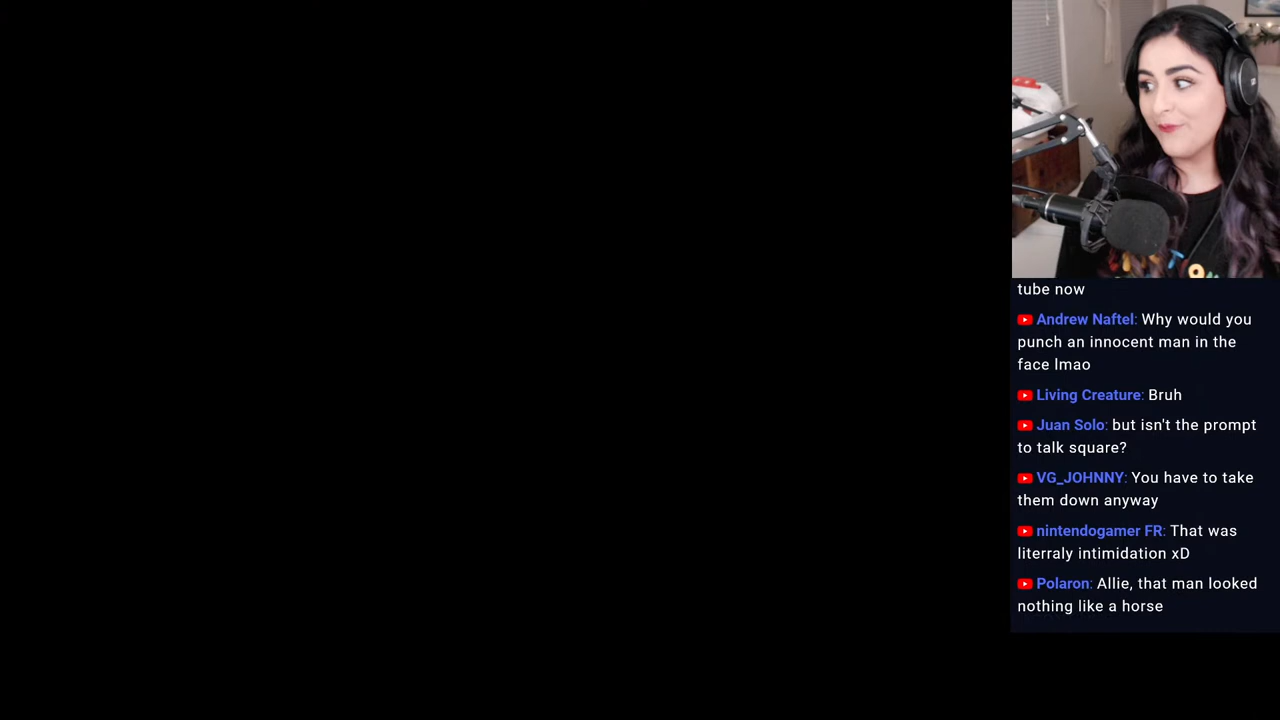 tube now
Andrew Naftel: Why would you
punch an innocent man in the
face lmao
Living Creature: Bruh
Juan Solo: but isn't the prompt
to talk square?
VG_JOHNNY: You have to take
them down anyway
nintendogamer FR: That was
literraly intimidation xD
Polaron: Allie, that man looked
nothing like a horse